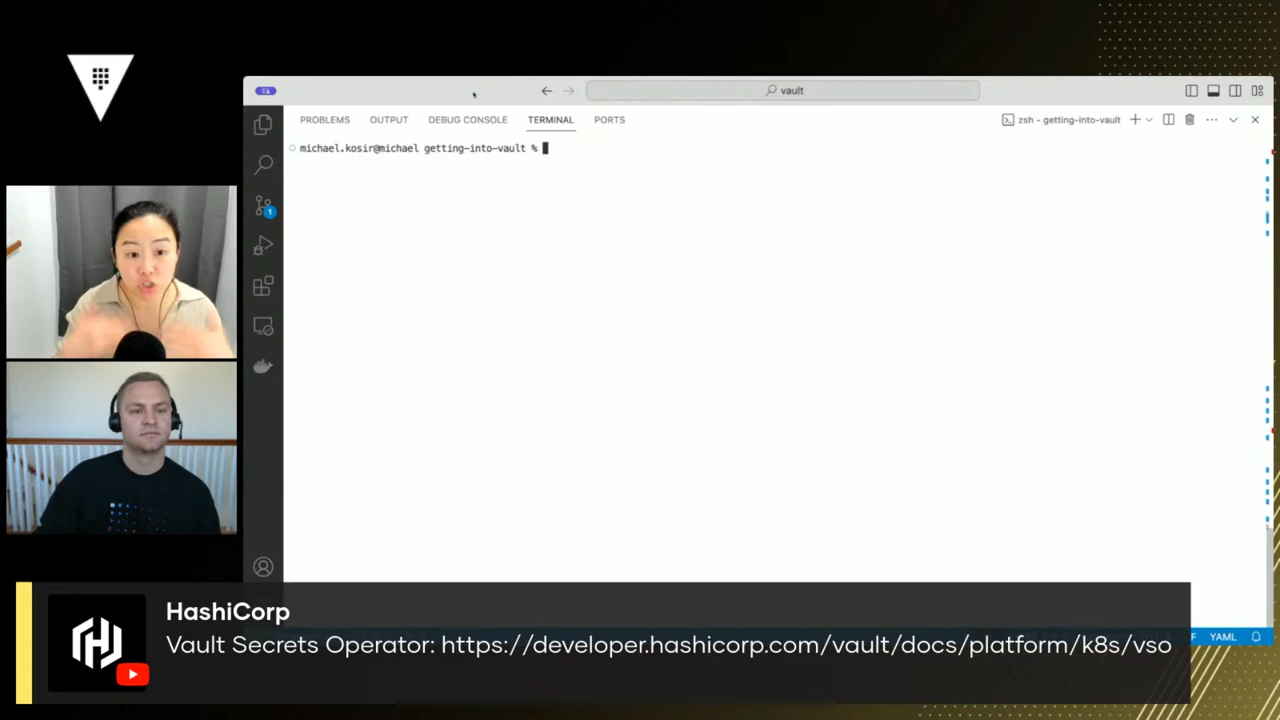 vault
PROBLEMS OUTPUT DEBUG CONSOLE TERMINAL PORTS zsh - getting-into-vault
michael.kosir@michael getting-into-vault %
1
F YAML
HashiCorp
Vault Secrets Operator: https://developer.hashicorp.com/vault/docs/platform/k8s/vso